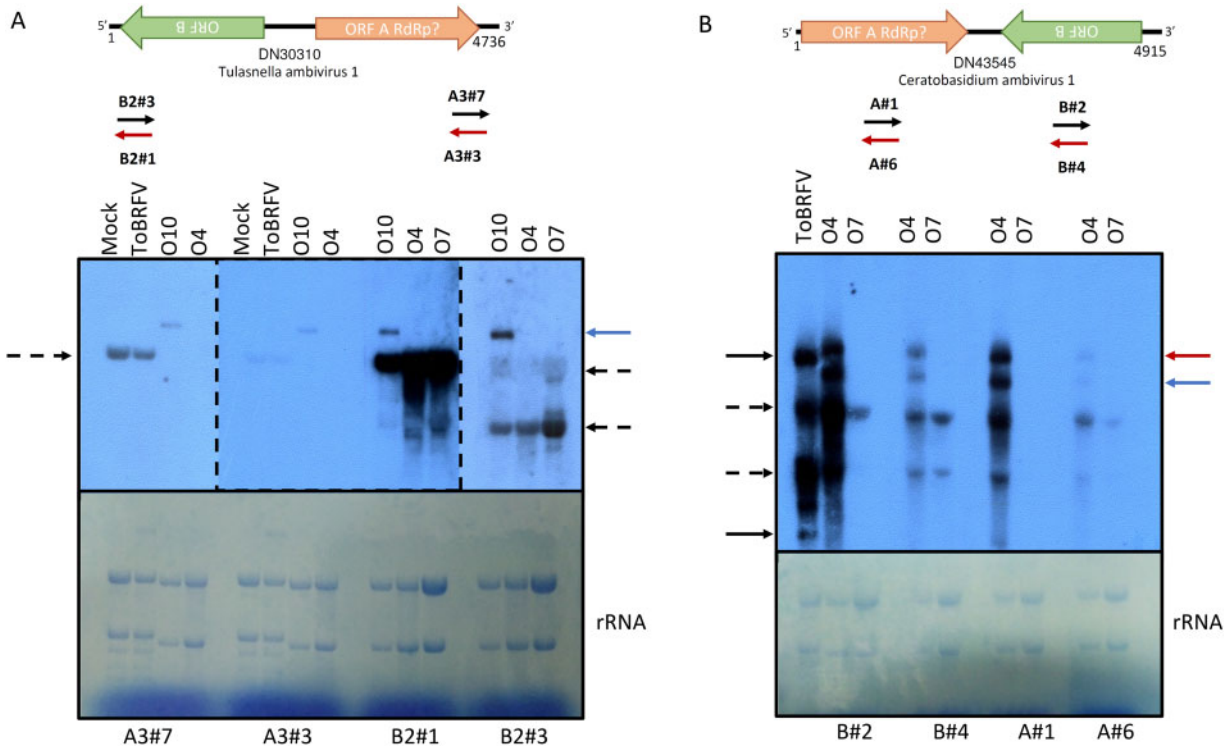 A
5′ ORF B ORF A RdRp? 3′
1 4736
DN30310
Tulasnella ambivirus 1
B2#3 A3#7
B2#1 A3#3
Mock ToBRFV O10 O4 Mock ToBRFV O10 O4 O10 O4 O7 O10 O4 O7
rRNA
A3#7 A3#3 B2#1 B2#3
B
5′ ORF A RdRp? ORF B 3′
1 4915
DN43545
Ceratobasidium ambivirus 1
A#1 B#2
A#6 B#4
ToBRFV O4 O7 O4 O7 O4 O7 O4 O7
rRNA
B#2 B#4 A#1 A#6